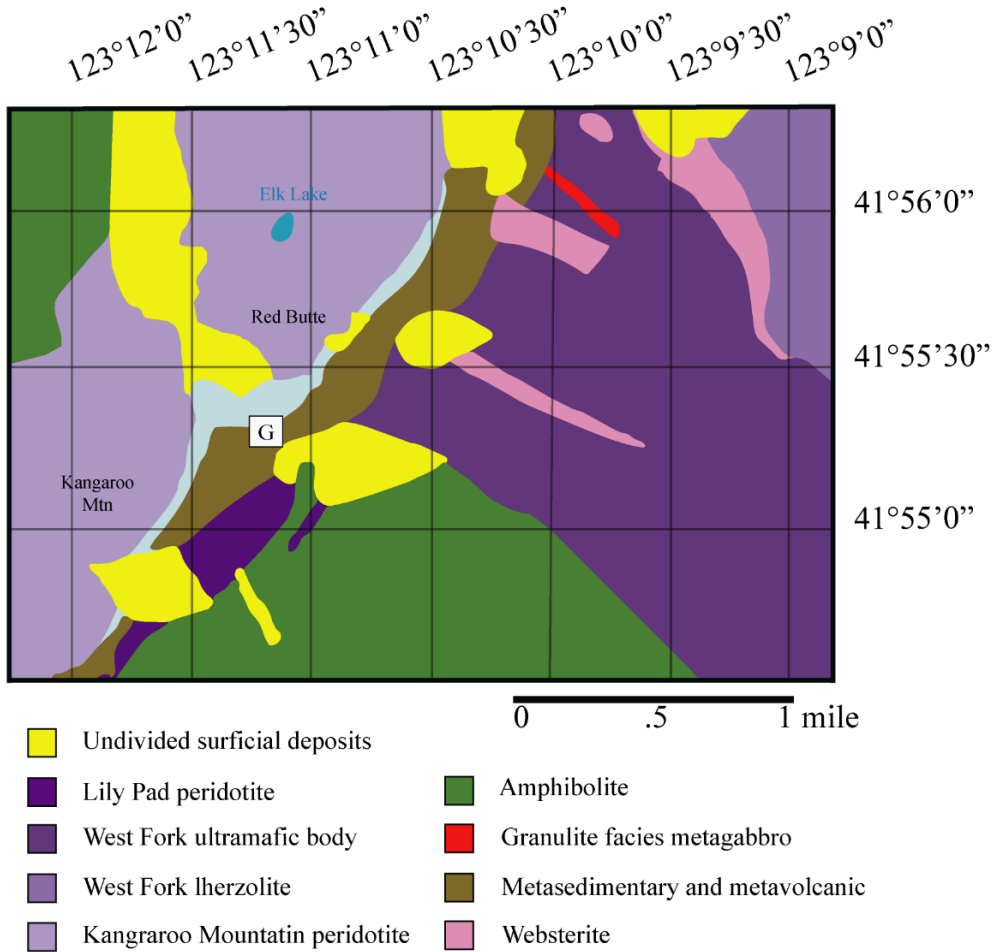 123°12’0”
123°11’30”
123°11’0”
123°10’30”
123°10’0”
123°9’30”
123°9’0”
Elk Lake
41°56’0”
Red Butte
41°55’30”
G
Kangaroo
Mtn
41°55’0”
0 .5 1 mile
Undivided surficial deposits
Lily Pad peridotite
West Fork ultramafic body
West Fork lherzolite
Kangraroo Mountatin peridotite
Amphibolite
Granulite facies metagabbro
Metasedimentary and metavolcanic
Websterite